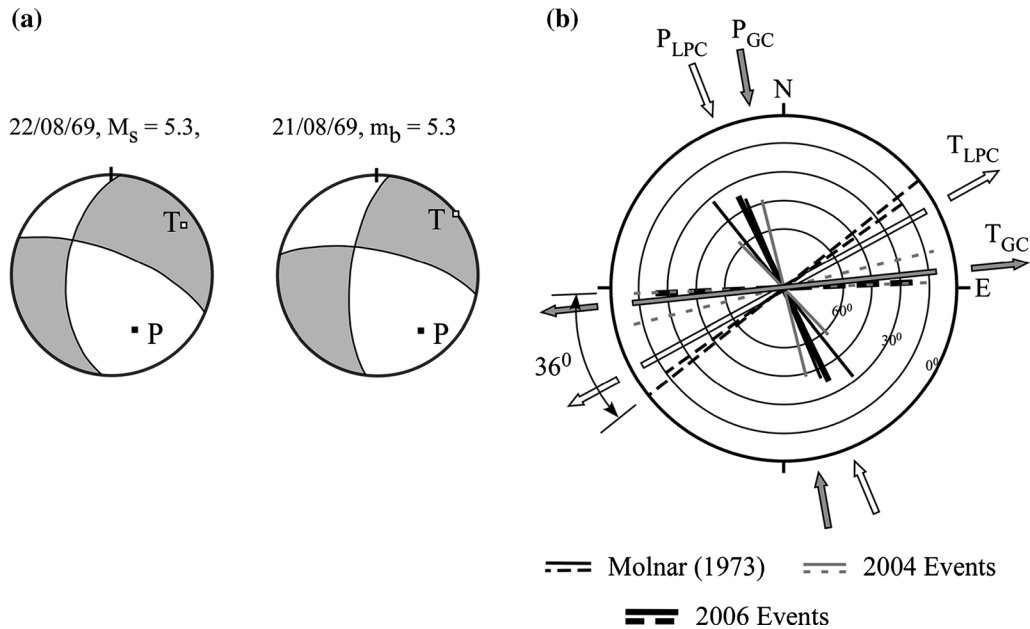 (a)
(b)
22/08/69, Ms = 5.3,
21/08/69, mb = 5.3
T
P
T
P
PLPC
PGC
N
TLPC
TGC
E
36⁰
60⁰
30⁰
0⁰
Molnar (1973)
2004 Events
2006 Events